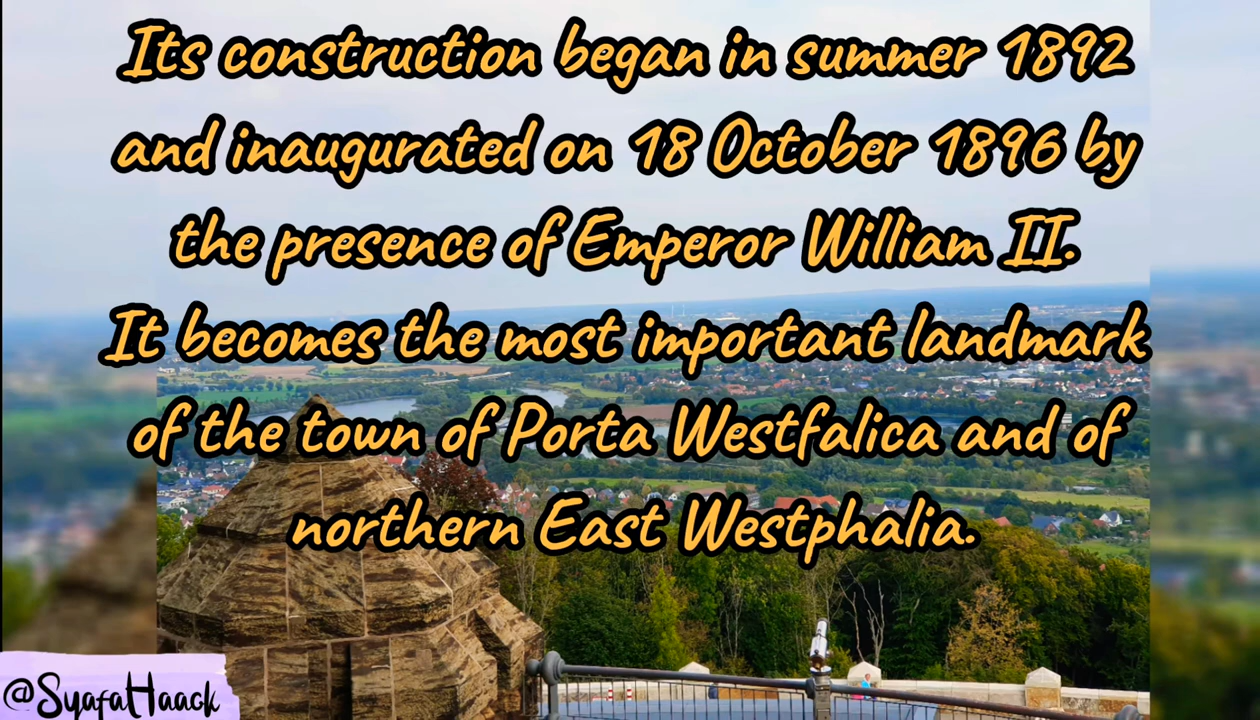 Its construction began in summer 1892
and inaugurated on 18 October 1896 by
the presence of Emperor William II.
It becomes the most important landmark
of the town of Porta Westfalica and of
northern East Westphalia.
@SyafaHaack